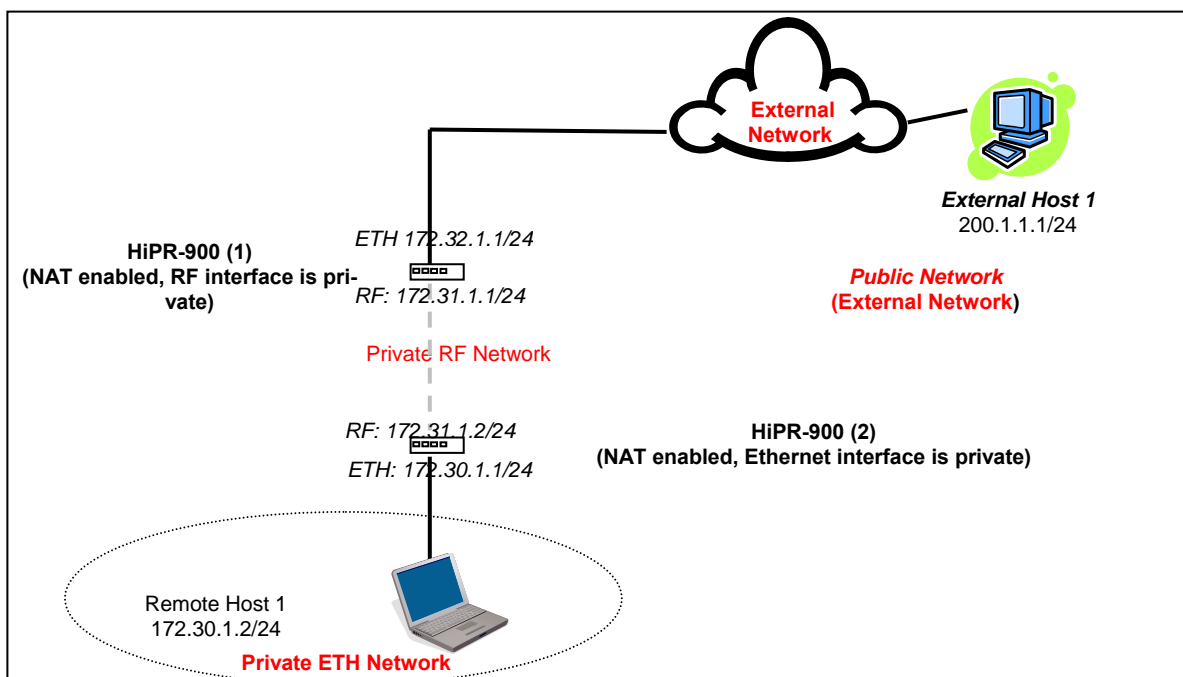 External
Network
External Host 1
200.1.1.1/24
ETH 172.32.1.1/24
HiPR-900 (1)
(NAT enabled, RF interface is pri-
vate)
RF: 172.31.1.1/24
Public Network
(External Network)
Private RF Network
RF: 172.31.1.2/24
HiPR-900 (2)
(NAT enabled, Ethernet interface is private)
ETH: 172.30.1.1/24
Remote Host 1
172.30.1.2/24
Private ETH Network